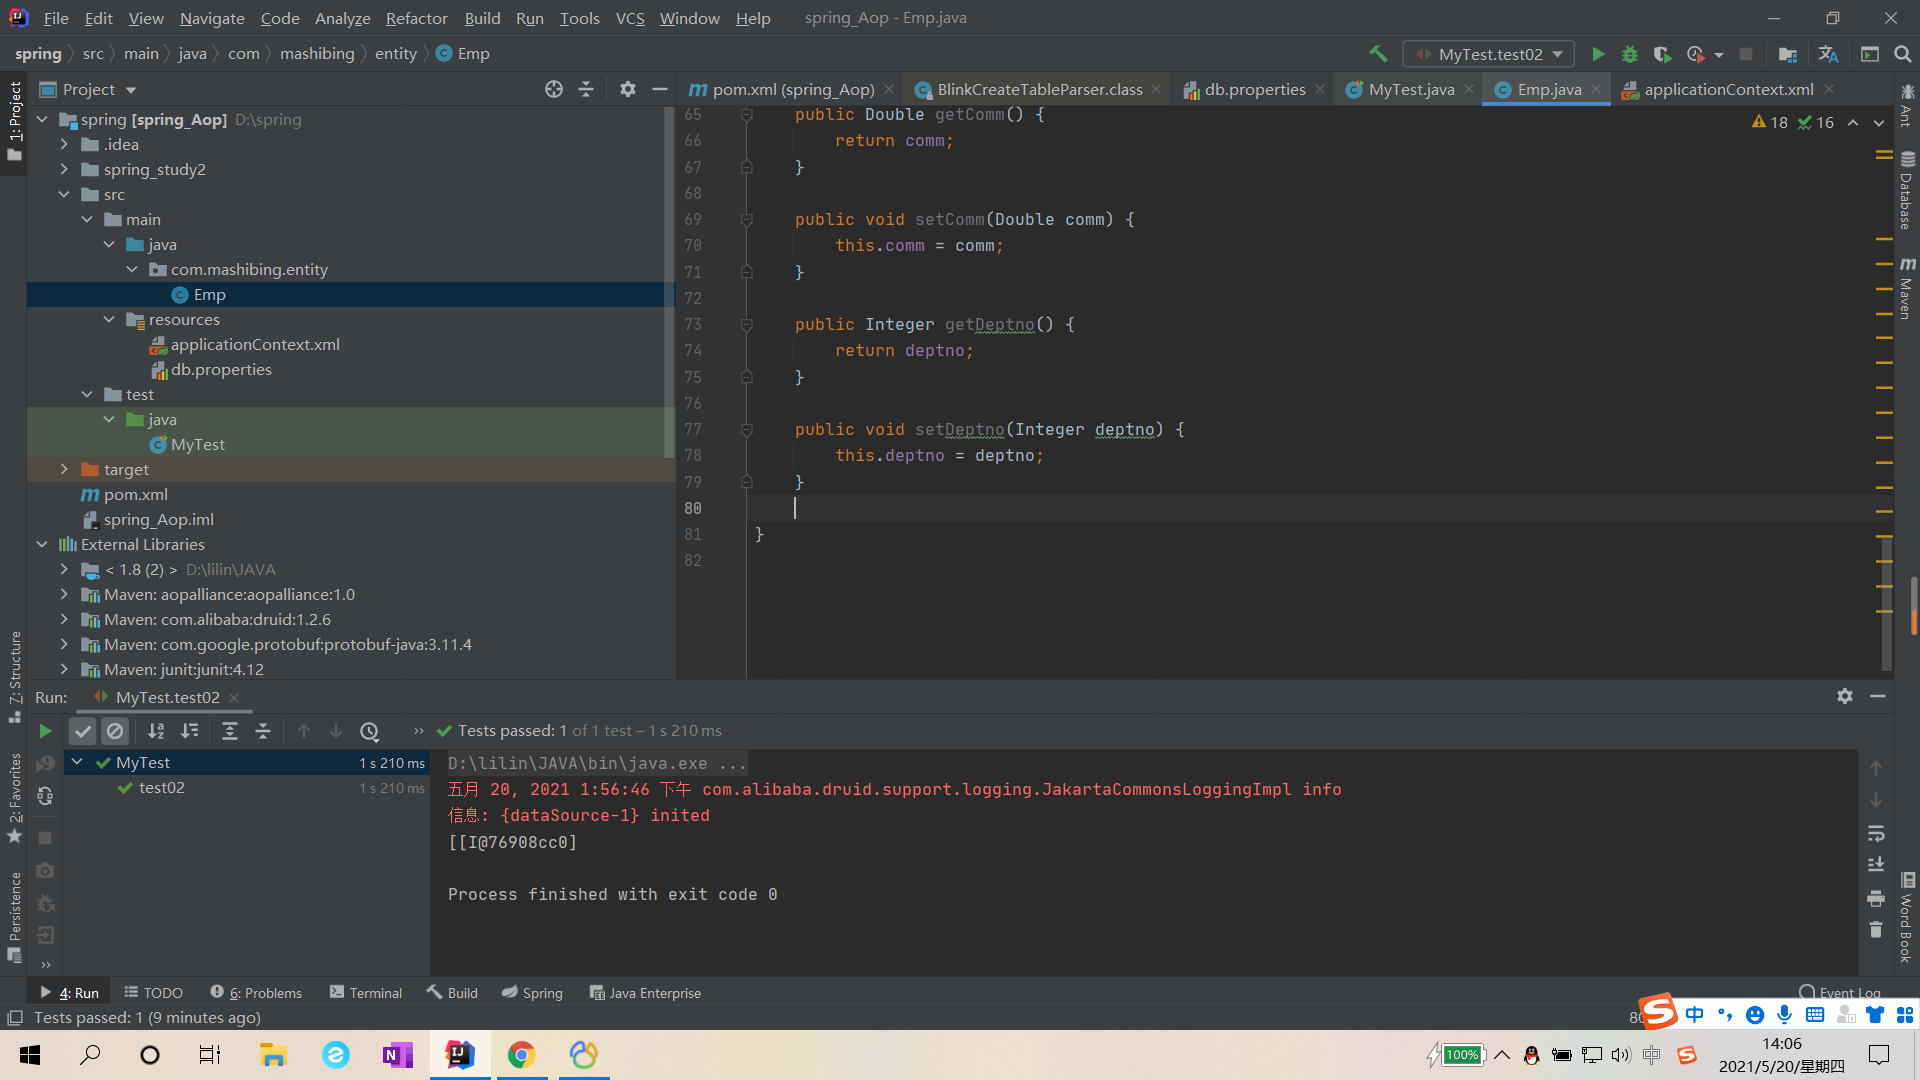 File Edit View Navigate Code Analyze Refactor Build Run Tools VCS Window Help spring_Aop - Emp.java
spring src main java com mashibing entity Emp MyTest.test02
Project
pom.xml (spring_Aop) BlinkCreateTableParser.class db.properties MyTest.java Emp.java applicationContext.xml
1: Project
spring [spring_Aop] D:\spring
.idea
spring_study2
src
main
java
com.mashibing.entity
Emp
resources
applicationContext.xml
db.properties
test
java
MyTest
target
pom.xml
spring_Aop.iml
External Libraries
< 1.8 (2) > D:\lilin\JAVA
Maven: aopalliance:aopalliance:1.0
Maven: com.alibaba:druid:1.2.6
Maven: com.google.protobuf:protobuf-java:3.11.4
Maven: junit:junit:4.12
18 16
65 public Double getComm() {
66 return comm;
67 }
68
69 public void setComm(Double comm) {
70 this.comm = comm;
71 }
72
73 public Integer getDeptno() {
74 return deptno;
75 }
76
77 public void setDeptno(Integer deptno) {
78 this.deptno = deptno;
79 }
80
81 }
82
Ant
Database
Maven
Word Book
Z: Structure
2: Favorites
Persistence
Run: MyTest.test02
Tests passed: 1 of 1 test – 1 s 210 ms
MyTest 1 s 210 ms
test02 1 s 210 ms
D:\lilin\JAVA\bin\java.exe ...
五月 20, 2021 1:56:46 下午 com.alibaba.druid.support.logging.JakartaCommonsLoggingImpl info
信息: {dataSource-1} inited
[[I@76908cc0]
Process finished with exit code 0
4: Run TODO 6: Problems Terminal Build Spring Java Enterprise Event Log
Tests passed: 1 (9 minutes ago) 80
中
100% 中 14:06
2021/5/20/星期四